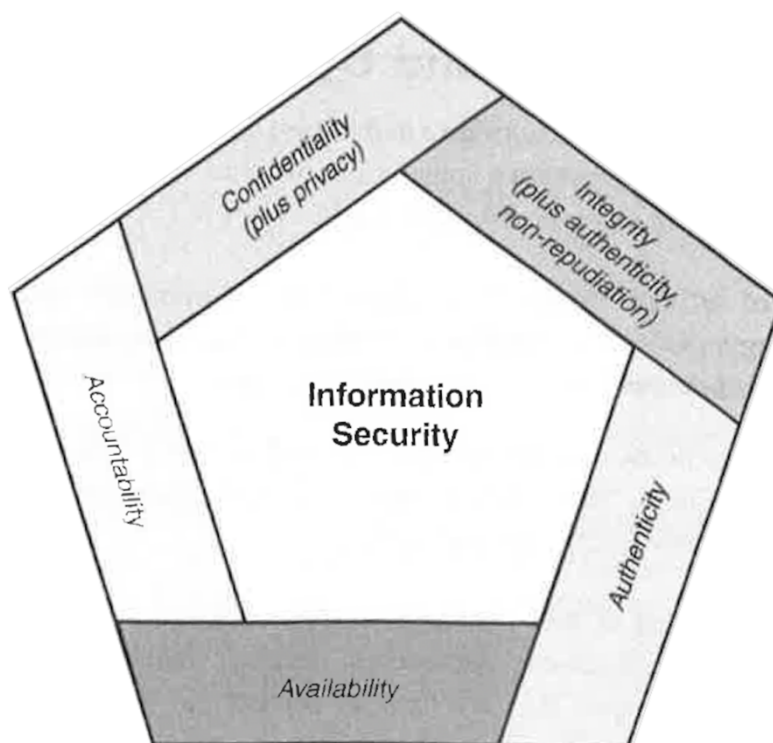 Confidentiality
(plus privacy)
Integrity
(plus authenticity,
non-repudiation)
Accountability
Information
Security
Authenticity
Availability